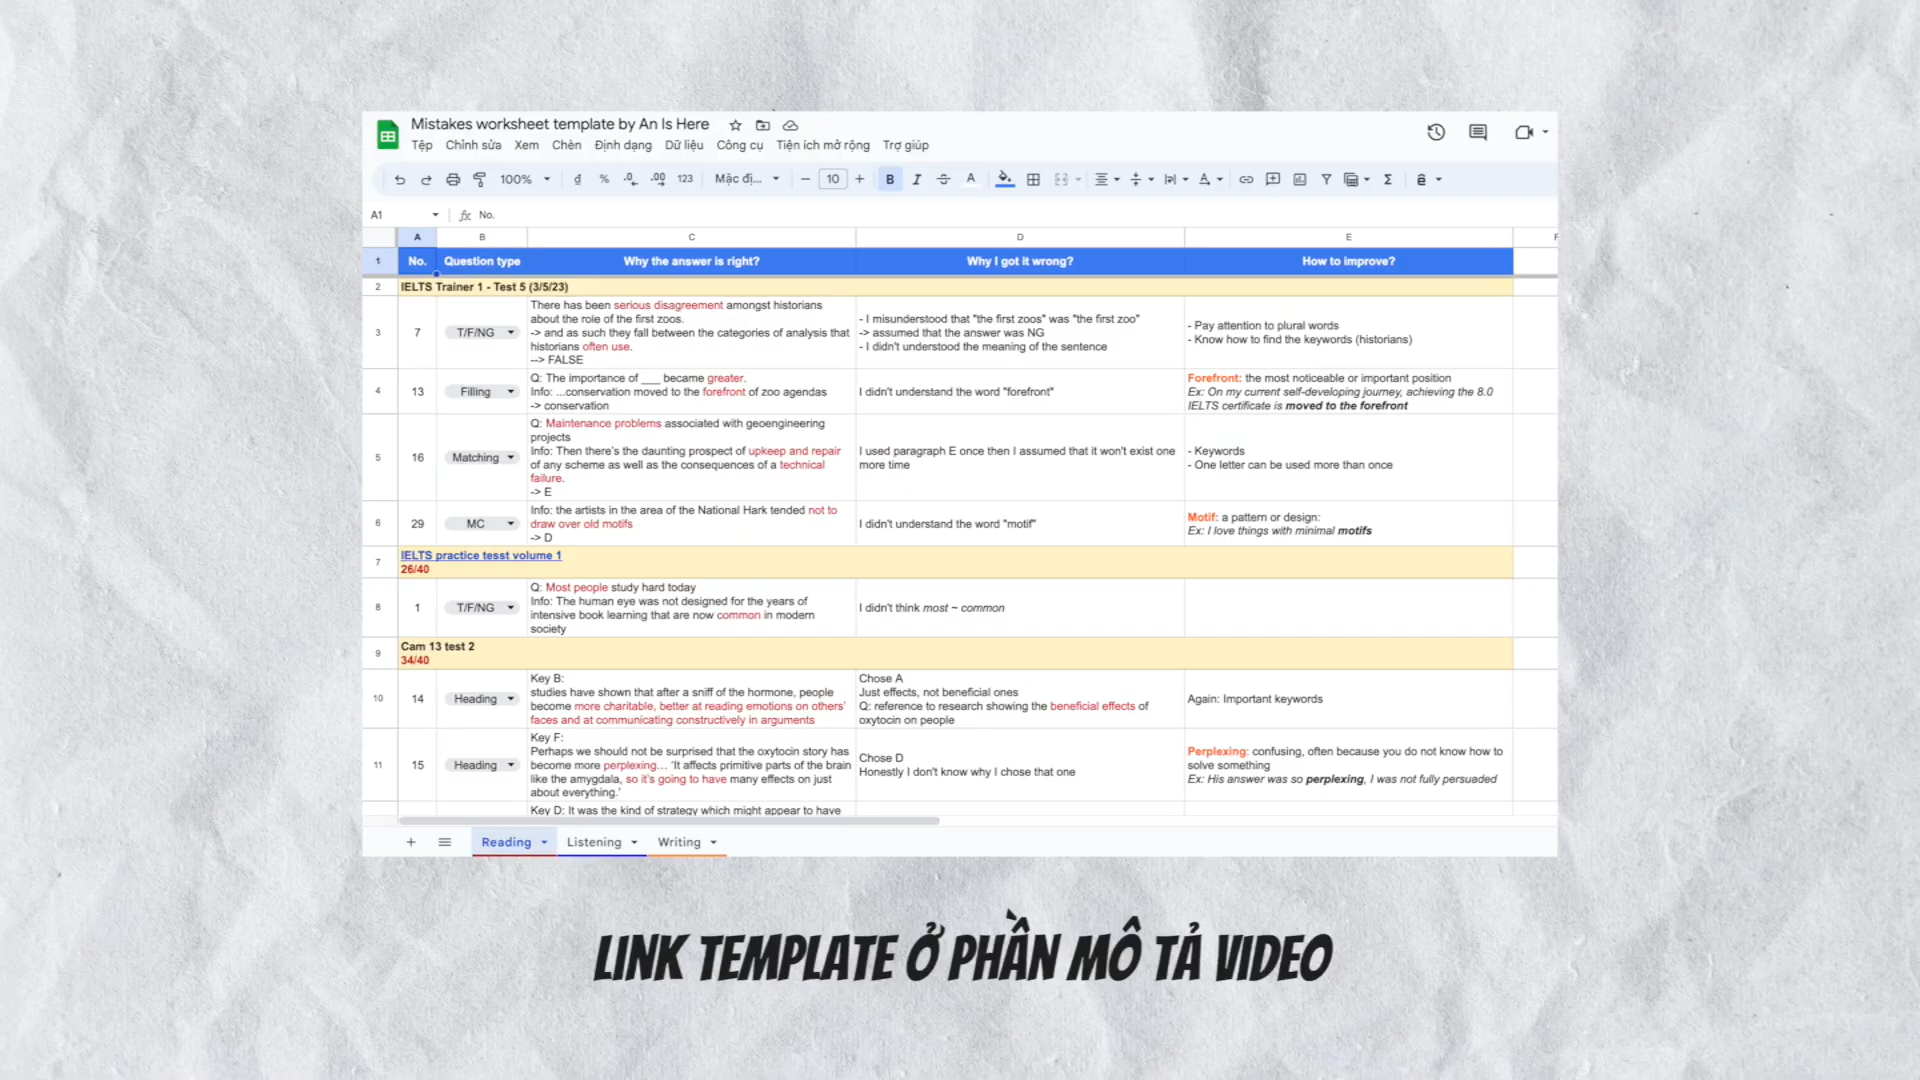 Mistakes worksheet template by An Is Here
Tệp Chỉnh sửa Xem Chèn Định dạng Dữ liệu Công cụ Tiện ích mở rộng Trợ giúp
100% đ % .0 .00 123 Mặc đị... 10 B I S A
A1 fx No.
A B C D E F
1 No. Question type Why the answer is right? Why I got it wrong? How to improve?
2 IELTS Trainer 1 - Test 5 (3/5/23)
3 7 T/F/NG
There has been serious disagreement amongst historians
about the role of the first zoos.
-> and as such they fall between the categories of analysis that
historians often use.
--> FALSE
- I misunderstood that "the first zoos" was "the first zoo"
-> assumed that the answer was NG
- I didn't understood the meaning of the sentence
- Pay attention to plural words
- Know how to find the keywords (historians)
4 13 Filling
Q: The importance of ___ became greater.
Info: ...conservation moved to the forefront of zoo agendas
-> conservation
I didn't understand the word "forefront"
Forefront: the most noticeable or important position
Ex: On my current self-developing journey, achieving the 8.0
IELTS certificate is moved to the forefront
5 16 Matching
Q: Maintenance problems associated with geoengineering
projects
Info: Then there's the daunting prospect of upkeep and repair
of any scheme as well as the consequences of a technical
failure.
-> E
I used paragraph E once then I assumed that it won't exist one
more time
- Keywords
- One letter can be used more than once
6 29 MC
Info: the artists in the area of the National Hark tended not to
draw over old motifs
-> D
I didn't understand the word "motif"
Motif: a pattern or design:
Ex: I love things with minimal motifs
7 IELTS practice tesst volume 1
26/40
8 1 T/F/NG
Q: Most people study hard today
Info: The human eye was not designed for the years of
intensive book learning that are now common in modern
society
I didn't think most ~ common
9 Cam 13 test 2
34/40
10 14 Heading
Key B:
studies have shown that after a sniff of the hormone, people
become more charitable, better at reading emotions on others'
faces and at communicating constructively in arguments
Chose A
Just effects, not beneficial ones
Q: reference to research showing the beneficial effects of
oxytocin on people
Again: Important keywords
11 15 Heading
Key F:
Perhaps we should not be surprised that the oxytocin story has
become more perplexing… 'It affects primitive parts of the brain
like the amygdala, so it's going to have many effects on just
about everything.'
Chose D
Honestly I don't know why I chose that one
Perplexing: confusing, often because you do not know how to
solve something
Ex: His answer was so perplexing, I was not fully persuaded
Key D: It was the kind of strategy which might appear to have
Reading Listening Writing
LINK TEMPLATE Ở PHẦN MÔ TẢ VIDEO